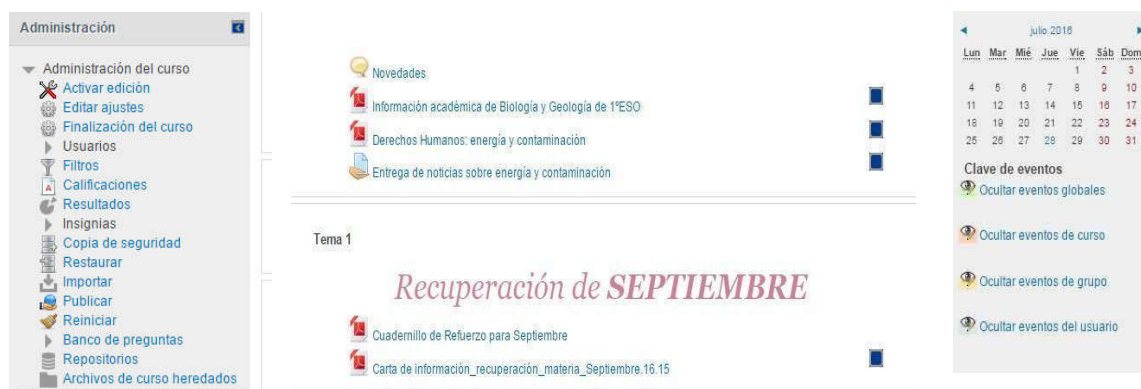 Administración
Administración del curso
Activar edición
Editar ajustes
Finalización del curso
Usuarios
Filtros
Calificaciones
Resultados
Insignias
Copia de seguridad
Restaurar
Importar
Publicar
Reiniciar
Banco de preguntas
Repositorios
Archivos de curso heredados
Novedades
Información académica de Biología y Geología de 1ºESO
Derechos Humanos: energía y contaminación
Entrega de noticias sobre energía y contaminación
Tema 1
Recuperación de SEPTIEMBRE
Cuadernillo de Refuerzo para Septiembre
Carta de información_recuperación_materia_Septiembre.16.15
julio 2016
Lun Mar Mié Jue Vie Sáb Dom
1 2 3
4 5 6 7 8 9 10
11 12 13 14 15 16 17
18 19 20 21 22 23 24
25 26 27 28 29 30 31
Clave de eventos
Ocultar eventos globales
Ocultar eventos de curso
Ocultar eventos de grupo
Ocultar eventos del usuario